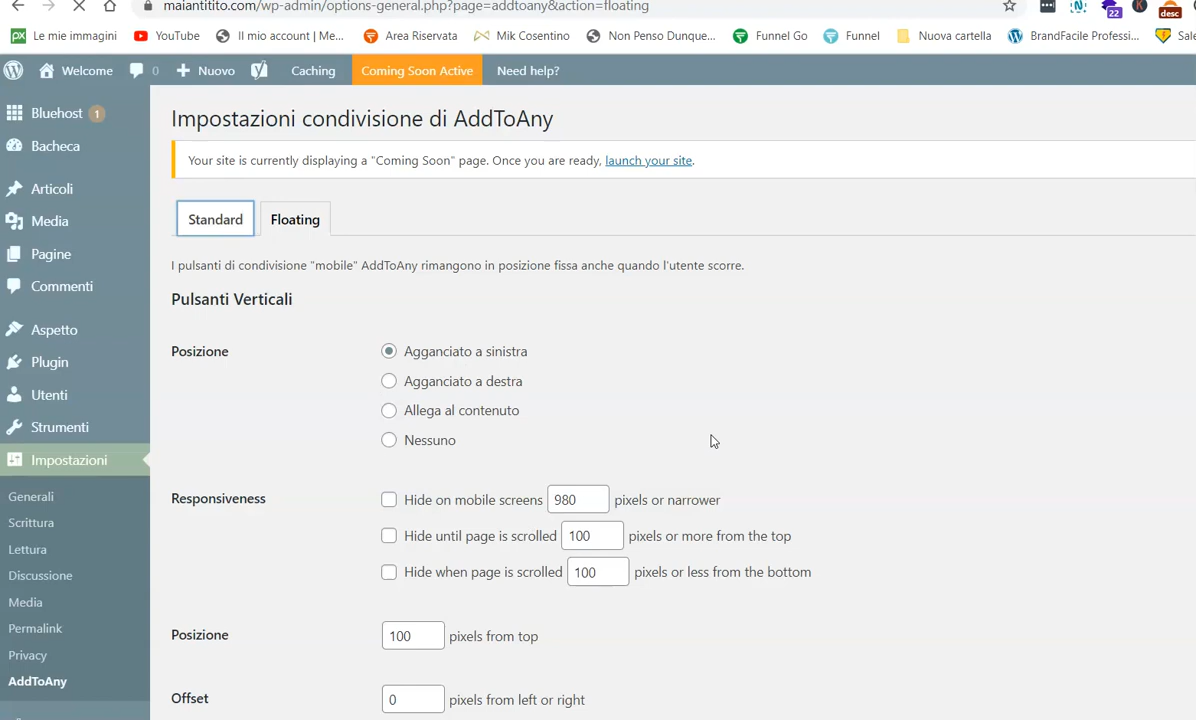 maiantitito.com/wp-admin/options-general.php?page=addtoany&action=floating
22
K
desc
Le mie immagini
YouTube
Il mio account | Me...
Area Riservata
Mik Cosentino
Non Penso Dunque...
Funnel Go
Funnel
Nuova cartella
BrandFacile Professi...
Sale
Welcome
0
Nuovo
Caching
Coming Soon Active
Need help?
Bluehost 1
Bacheca
Articoli
Media
Pagine
Commenti
Aspetto
Plugin
Utenti
Strumenti
Impostazioni
Generali
Scrittura
Lettura
Discussione
Media
Permalink
Privacy
AddToAny
Impostazioni condivisione di AddToAny
Your site is currently displaying a "Coming Soon" page. Once you are ready, launch your site.
Standard
Floating
I pulsanti di condivisione "mobile" AddToAny rimangono in posizione fissa anche quando l'utente scorre.
Pulsanti Verticali
Posizione
Agganciato a sinistra
Agganciato a destra
Allega al contenuto
Nessuno
Responsiveness
Hide on mobile screens 980 pixels or narrower
Hide until page is scrolled 100 pixels or more from the top
Hide when page is scrolled 100 pixels or less from the bottom
Posizione
100 pixels from top
Offset
0 pixels from left or right